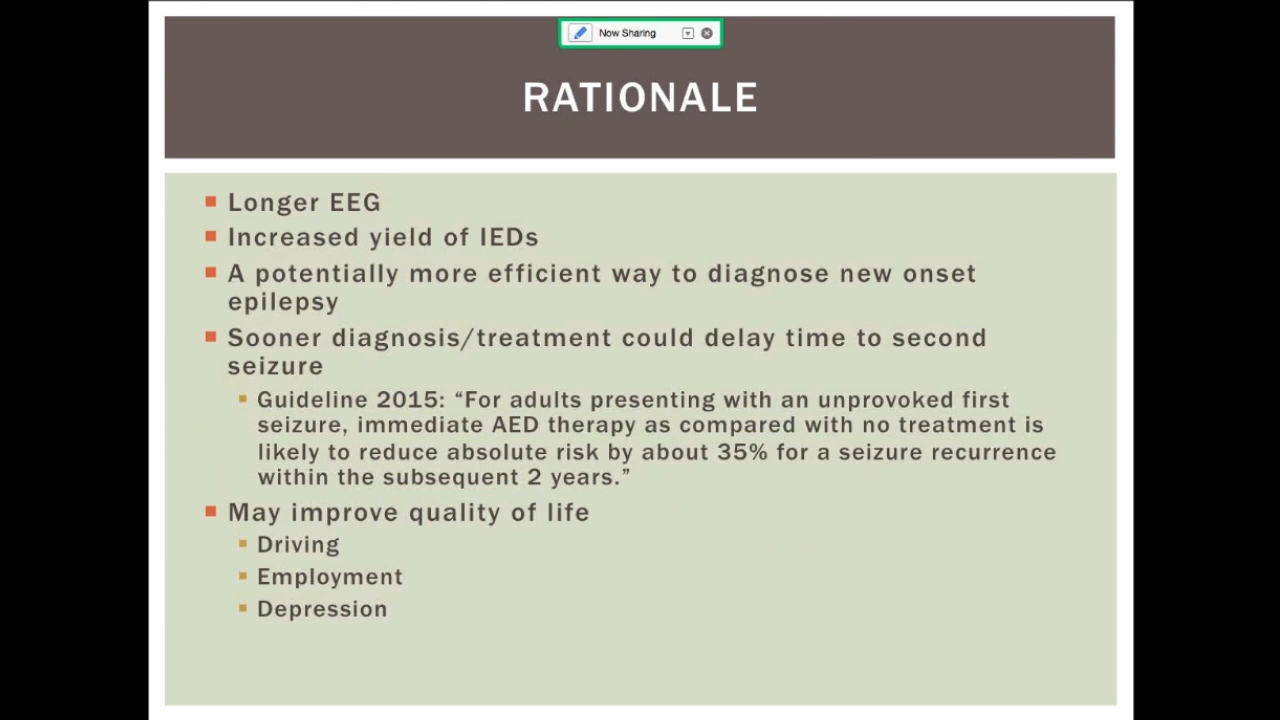 Now Sharing
RATIONALE
Longer EEG
Increased yield of IEDs
A potentially more efficient way to diagnose new onset
epilepsy
Sooner diagnosis/treatment could delay time to second
seizure
Guideline 2015: “For adults presenting with an unprovoked first
seizure, immediate AED therapy as compared with no treatment is
likely to reduce absolute risk by about 35% for a seizure recurrence
within the subsequent 2 years.”
May improve quality of life
Driving
Employment
Depression